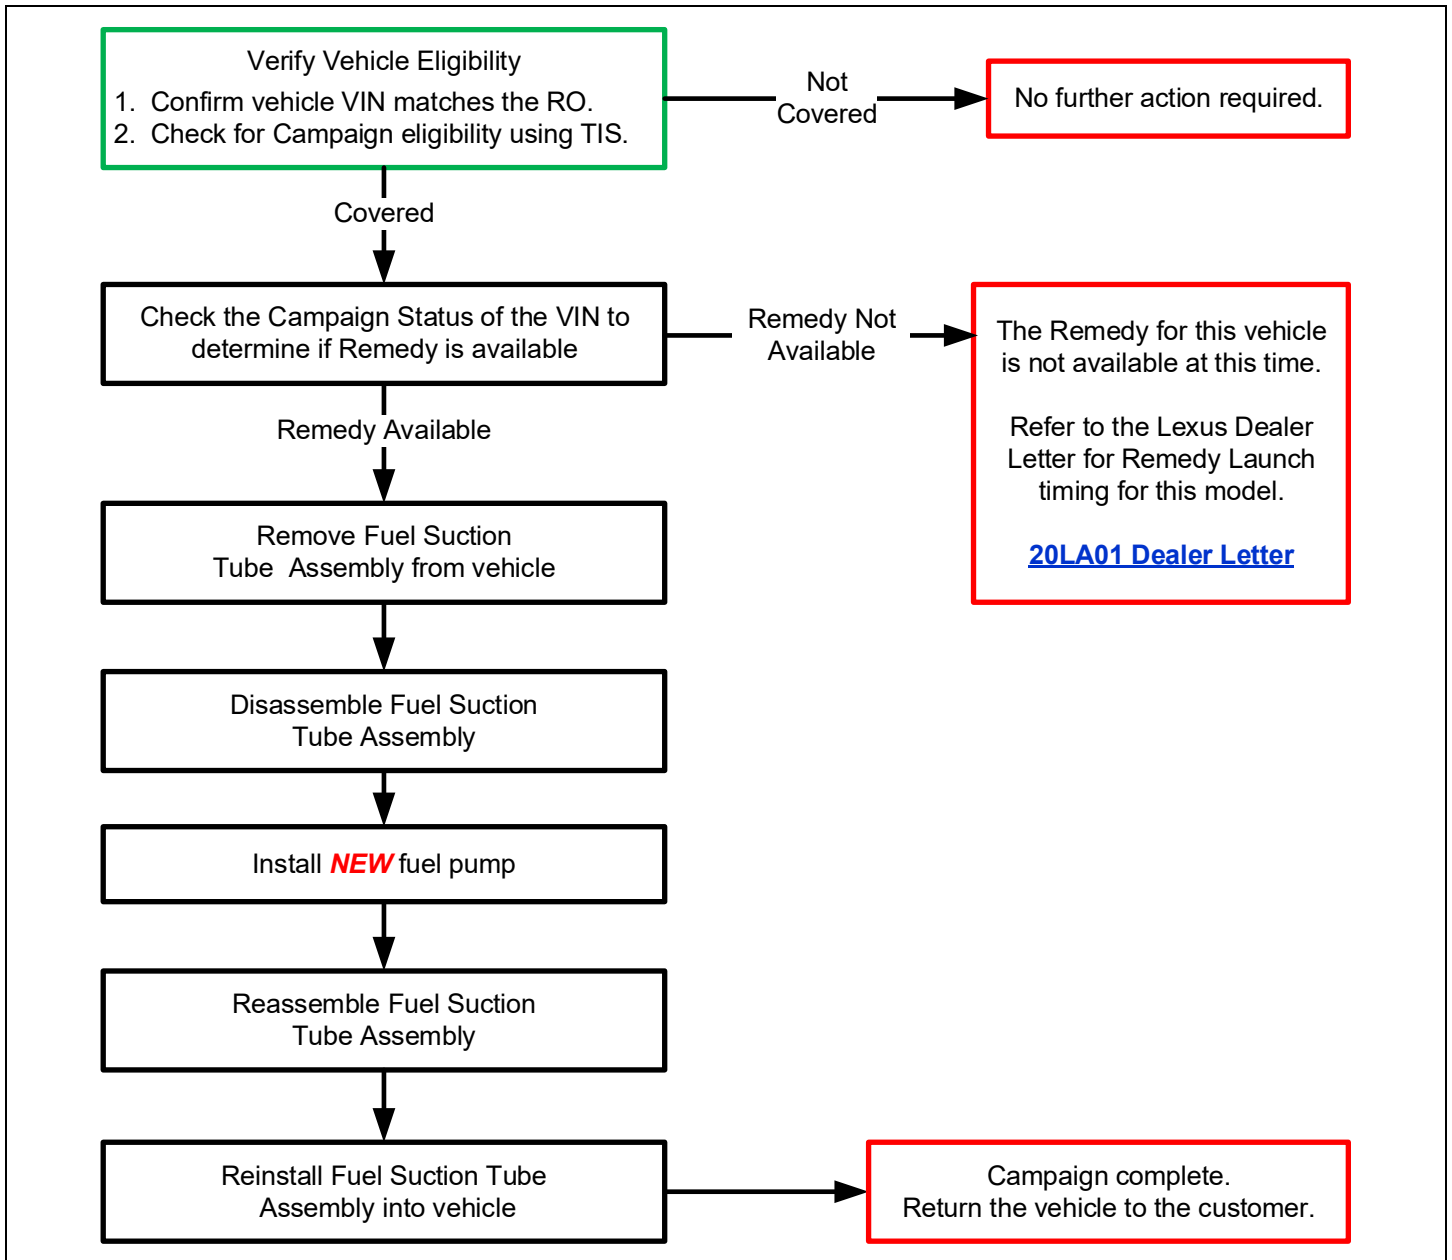 Verify Vehicle Eligibility
1. Confirm vehicle VIN matches the RO.
2. Check for Campaign eligibility using TIS.
Not
Covered
No further action required.
Covered
Check the Campaign Status of the VIN to
determine if Remedy is available
Remedy Not
Available
The Remedy for this vehicle
is not available at this time.
Refer to the Lexus Dealer
Letter for Remedy Launch
timing for this model.
20LA01 Dealer Letter
Remedy Available
Remove Fuel Suction
Tube Assembly from vehicle
Disassemble Fuel Suction
Tube Assembly
Install NEW fuel pump
Reassemble Fuel Suction
Tube Assembly
Reinstall Fuel Suction Tube
Assembly into vehicle
Campaign complete.
Return the vehicle to the customer.